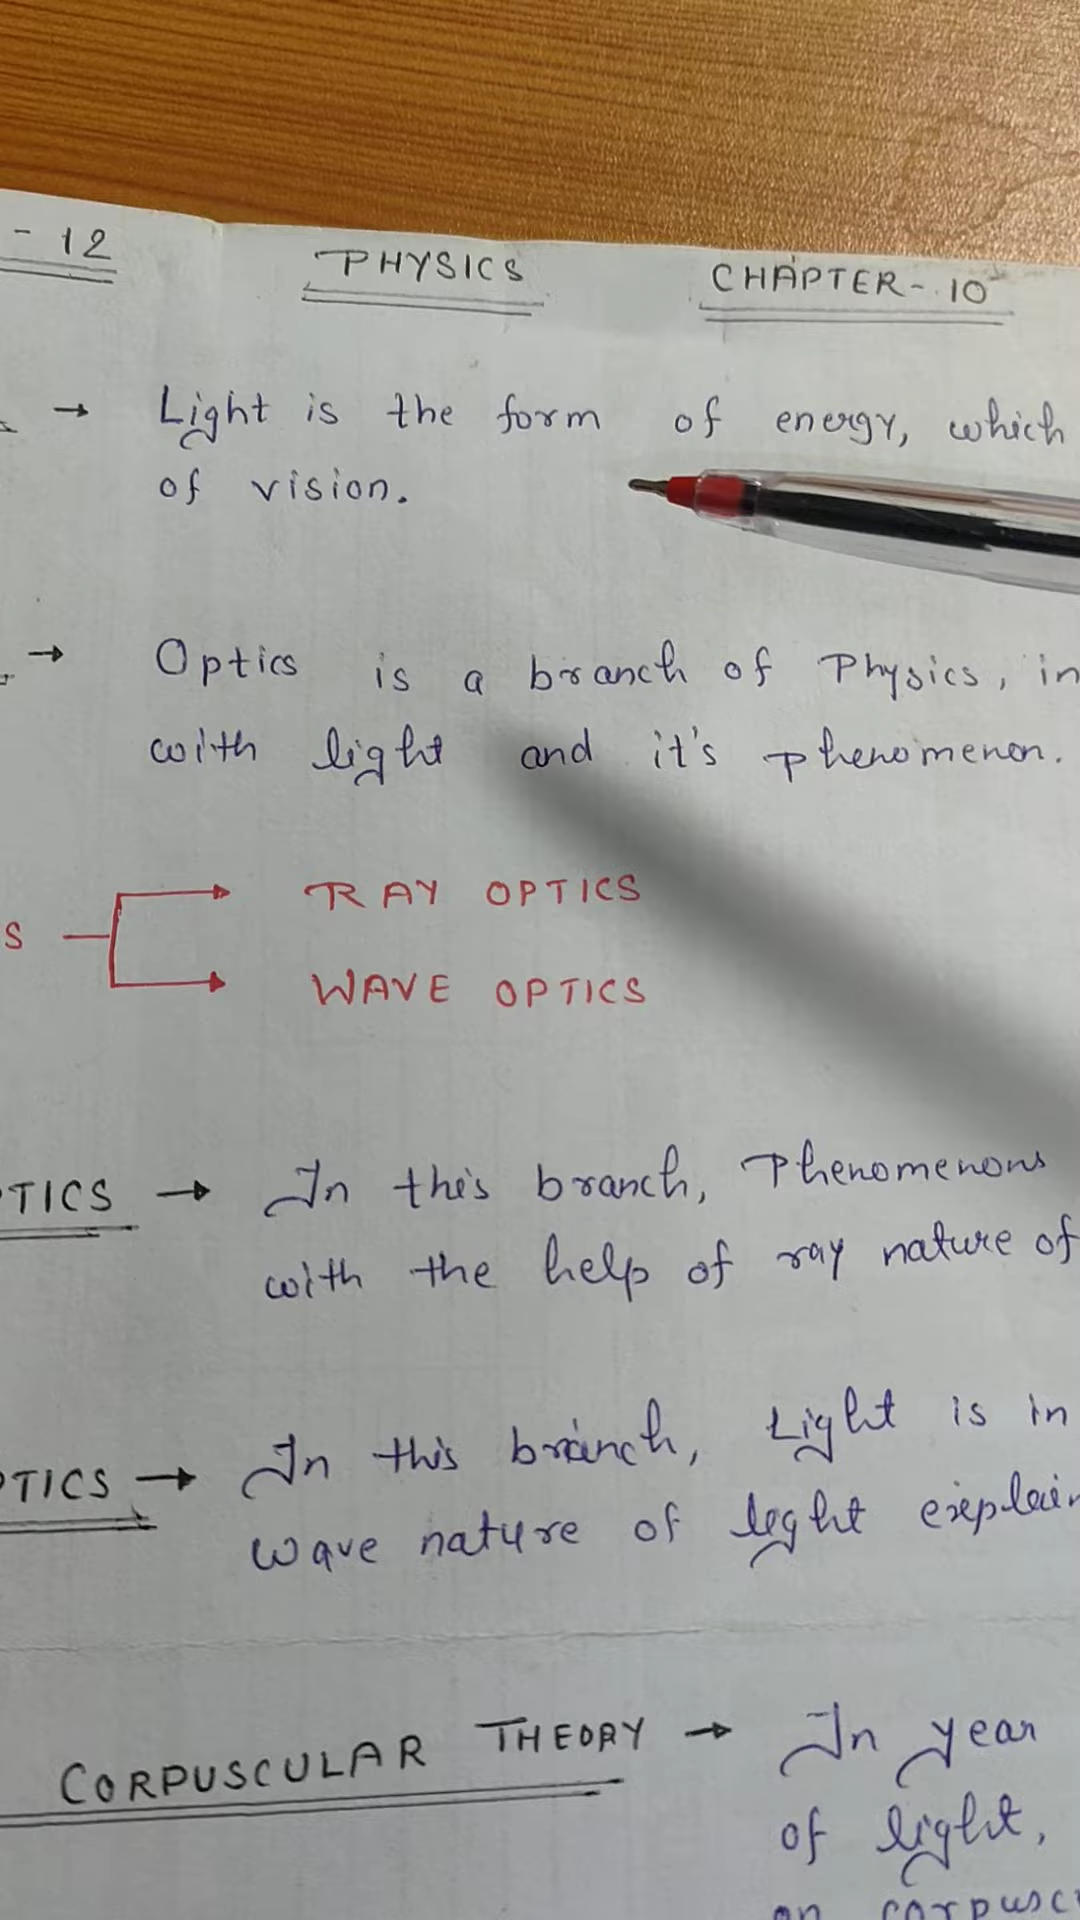 - 12 PHYSICS CHAPTER - 10
→ Light is the form of energy, which
of vision.
→ Optics is a branch of Physics, in
with light and it's phenomenon.
S RAY OPTICS
WAVE OPTICS
TICS → In this branch, Phenomenons
with the help of ray nature of
TICS → In this branch, Light is in
wave nature of light explain
CORPUSCULAR THEORY → In year
of light,
on corpusc